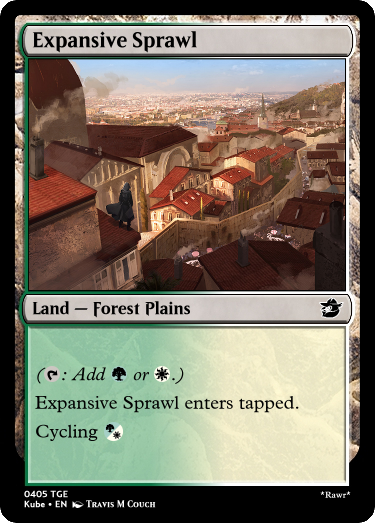 Expansive Sprawl
Land — Forest Plains
(: Add or .)
Expansive Sprawl enters tapped.
Cycling
0405 TGE
Kube • EN Travis M Couch
*Rawr*